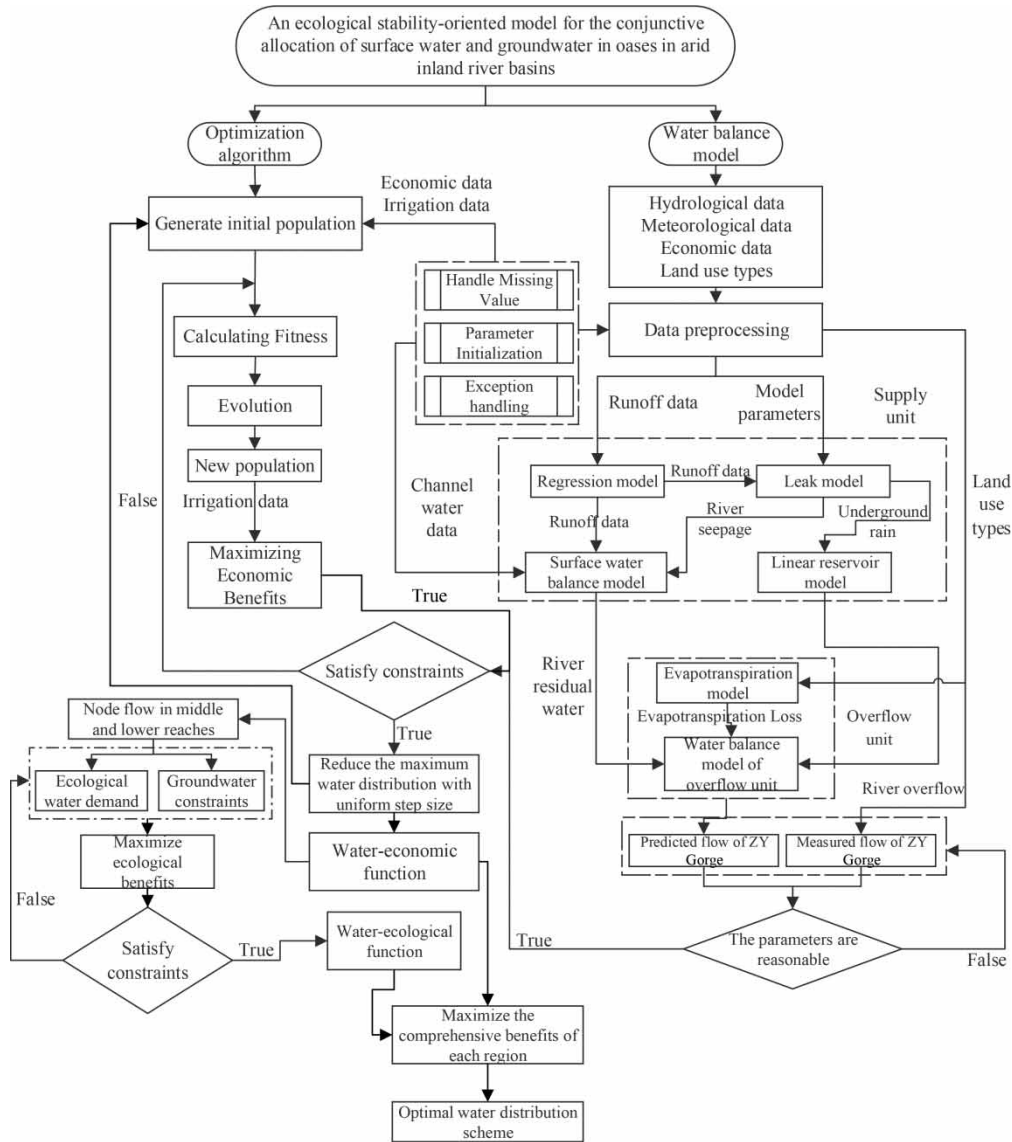 An ecological stability-oriented model for the conjunctive
allocation of surface water and groundwater in oases in arid
inland river basins
Optimization
algorithm
Water balance
model
Economic data
Irrigation data
Generate initial population
Hydrological data
Meteorological data
Economic data
Land use types
Handle Missing
Value
Parameter
Initialization
Exception
handling
Data preprocessing
Calculating Fitness
Evolution
New population
False
Irrigation data
Maximizing
Economic
Benefits
True
Channel
water
data
Runoff data
Model
parameters
Supply
unit
Regression model
Runoff data
Leak model
Runoff data
River
seepage
Underground
rain
Land
use
types
Surface water
balance model
Linear reservoir
model
Satisfy constraints
True
River
residual
water
Evapotranspiration
model
Evapotranspiration Loss
Water balance
model of
overflow unit
Overflow
unit
River overflow
Node flow in middle
and lower reaches
Ecological
water demand
Groundwater
constraints
Reduce the maximum
water distribution with
uniform step size
Maximize
ecological
benefits
Water-economic
function
Predicted flow of ZY
Gorge
Measured flow of ZY
Gorge
False
Satisfy
constraints
True
Water-ecological
function
True
The parameters are
reasonable
False
Maximize the
comprehensive benefits of
each region
Optimal water distribution
scheme